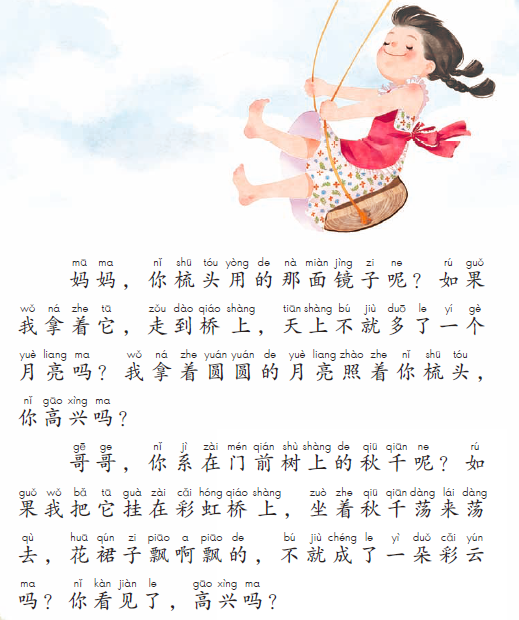 mā ma nǐ shū tóu yòng de nà miàn jìng zi ne rú guǒ
妈妈，你梳头用的那面镜子呢？如果
wǒ ná zhe tā zǒu dào qiáo shàng tiān shàng bú jiù duō le yí gè
我拿着它，走到桥上，天上不就多了一个
yuè liang ma wǒ ná zhe yuán yuán de yuè liang zhào zhe nǐ shū tóu
月亮吗？我拿着圆圆的月亮照着你梳头，
nǐ gāo xìng ma
你高兴吗？
gē ge nǐ jì zài mén qián shù shàng de qiū qiān ne rú
哥哥，你系在门前树上的秋千呢？如
guǒ wǒ bǎ tā guà zài cǎi hóng qiáo shàng zuò zhe qiū qiān dàng lái dàng
果我把它挂在彩虹桥上，坐着秋千荡来荡
qù huā qún zi piāo a piāo de bú jiù chéng le yì duǒ cǎi yún
去，花裙子飘啊飘的，不就成了一朵彩云
ma nǐ kàn jiàn le gāo xìng ma
吗？你看见了，高兴吗？